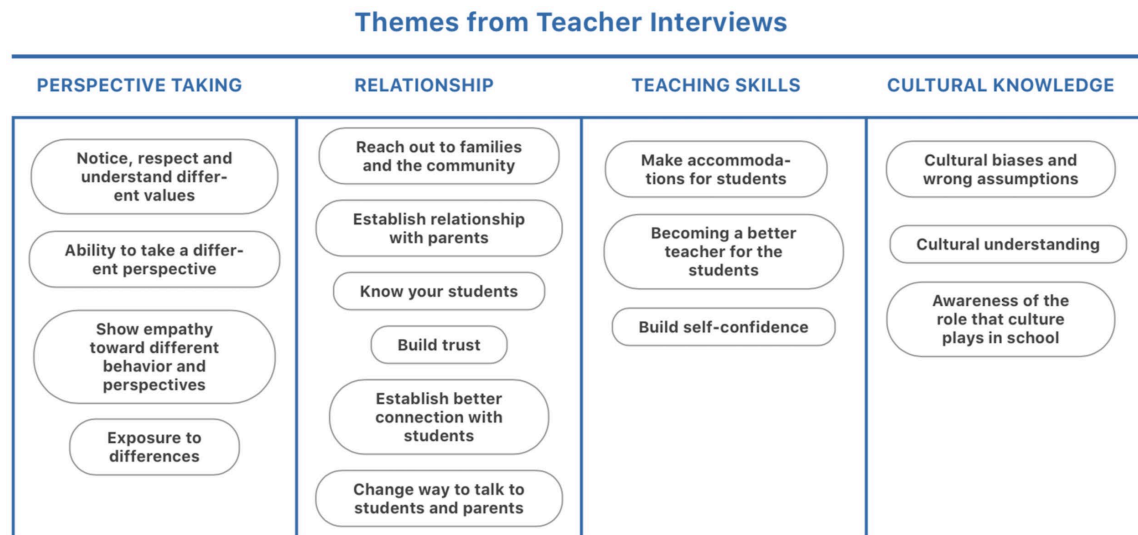 Themes from Teacher Interviews
PERSPECTIVE TAKING
RELATIONSHIP
TEACHING SKILLS
CULTURAL KNOWLEDGE
Notice, respect and
understand differ-
ent values
Ability to take a differ-
ent perspective
Show empathy
toward different
behavior and
perspectives
Exposure to
differences
Reach out to families
and the community
Establish relationship
with parents
Know your students
Build trust
Establish better
connection with
students
Change way to talk to
students and parents
Make accommoda-
tions for students
Becoming a better
teacher for the
students
Build self-confidence
Cultural biases and
wrong assumptions
Cultural understanding
Awareness of the
role that culture
plays in school